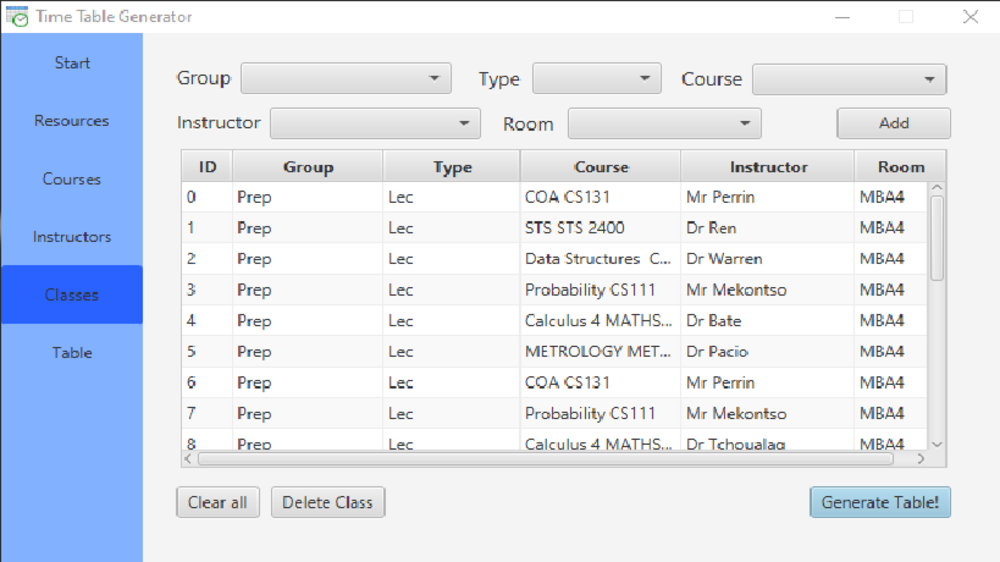 Time Table Generator
Start
Resources
Courses
Instructors
Classes
Table
Group Type Course
Instructor Room Add
ID Group Type Course Instructor Room
0 Prep Lec COA CS131 Mr Perrin MBA4
1 Prep Lec STS STS 2400 Dr Ren MBA4
2 Prep Lec Data Structures C... Dr Warren MBA4
3 Prep Lec Probability CS111 Mr Mekontso MBA4
4 Prep Lec Calculus 4 MATHS... Dr Bate MBA4
5 Prep Lec METROLOGY MET... Dr Pacio MBA4
6 Prep Lec COA CS131 Mr Perrin MBA4
7 Prep Lec Probability CS111 Mr Mekontso MBA4
8 Prep Lec Calculus 4 MATHS... Dr Tchoualag MBA4
Clear all Delete Class Generate Table!